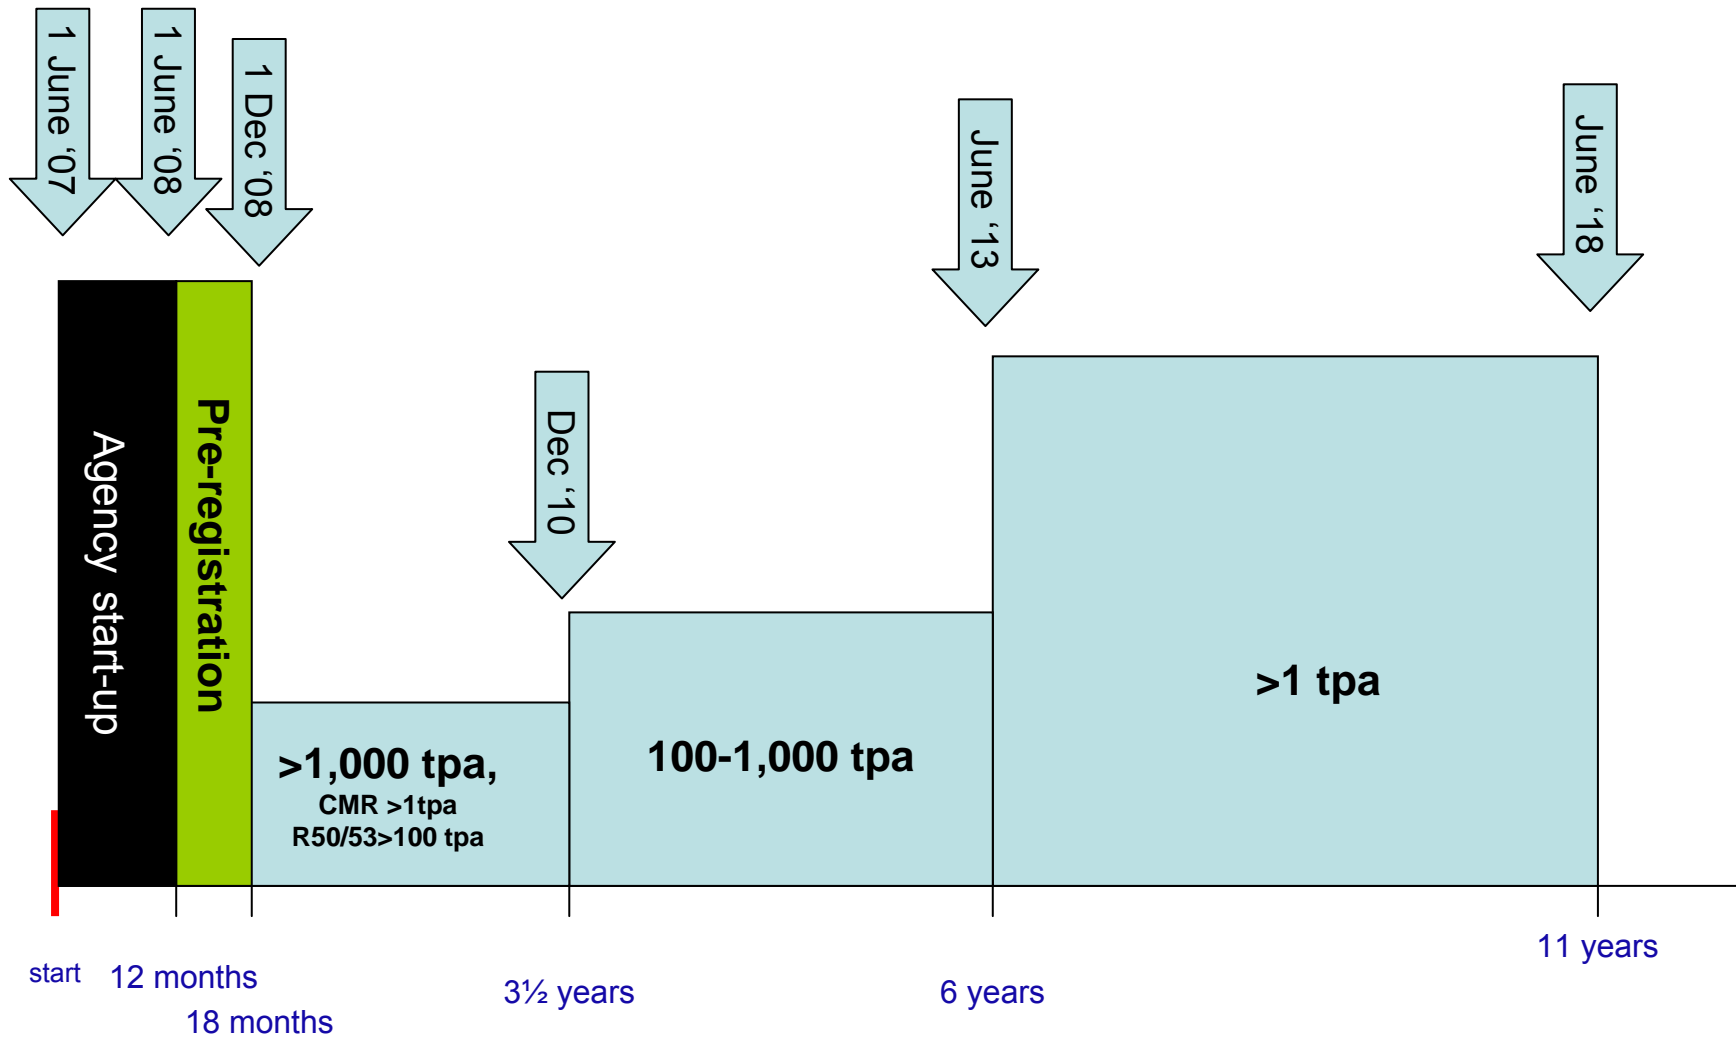 1 June ‘07
1 June ‘08
1 Dec ‘08
June ‘13
June ‘18
Dec ‘10
Agency start-up
Pre-registration
>1,000 tpa,
CMR >1tpa
R50/53>100 tpa
100-1,000 tpa
>1 tpa
start
12 months
18 months
3½ years
6 years
11 years